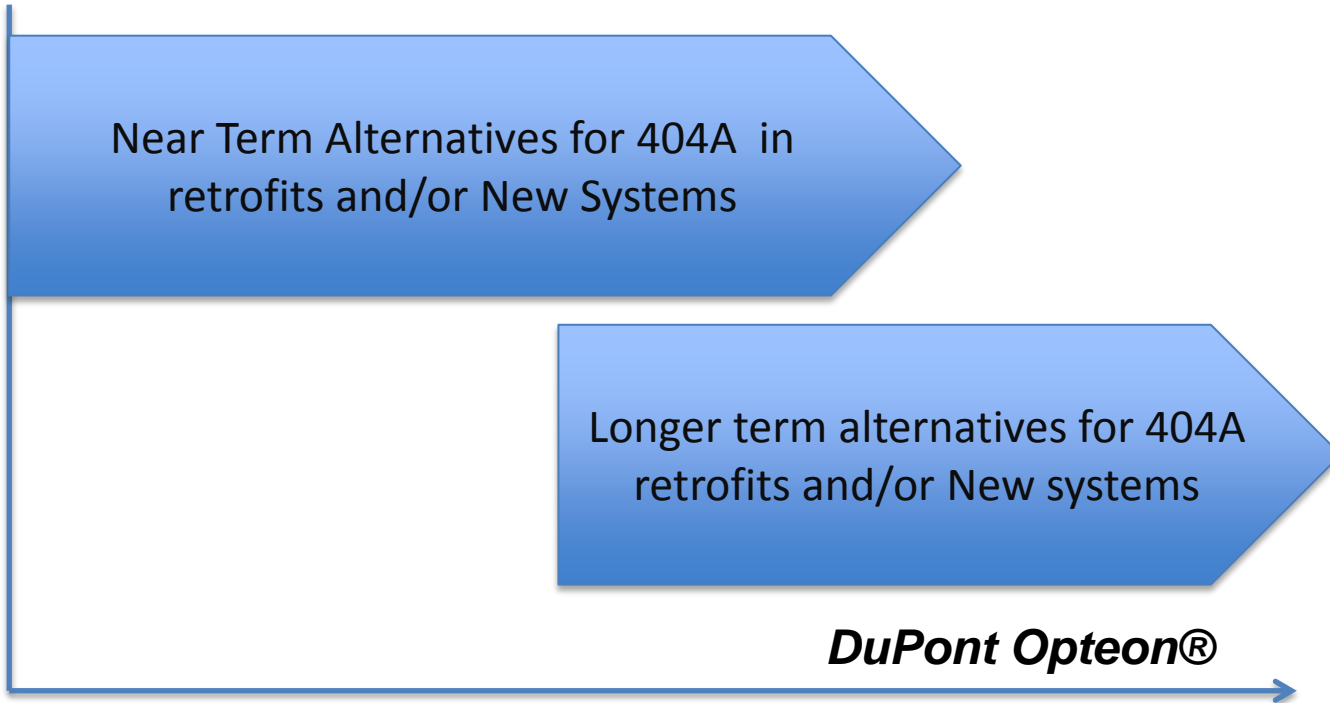 Near Term Alternatives for 404A in
retrofits and/or New Systems
Longer term alternatives for 404A
retrofits and/or New systems
DuPont Opteon®